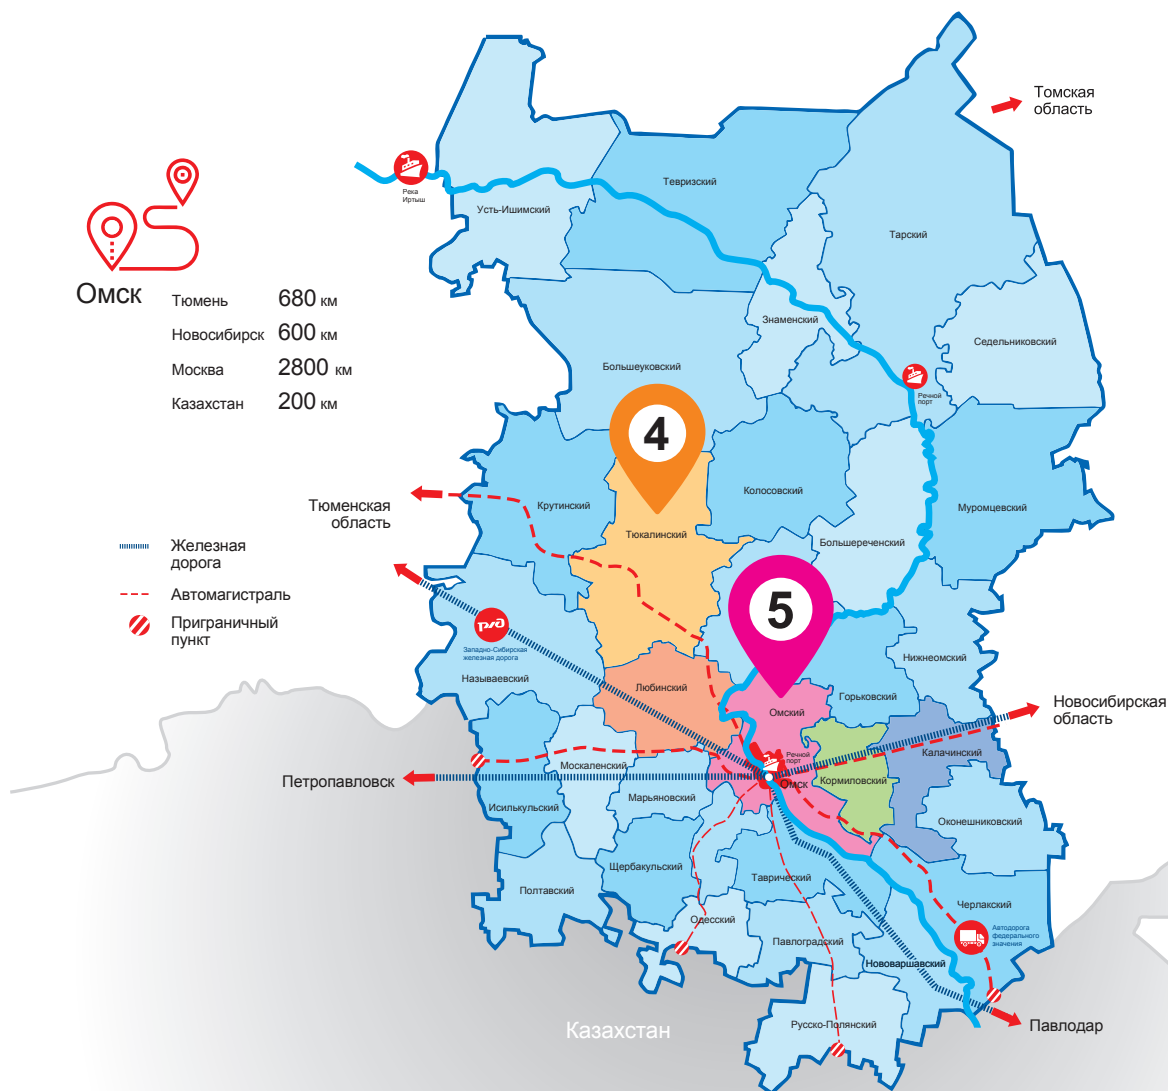 Томская
область
Тевризский
Река
Иртыш
Усть-Ишимский
Тарский
Омск
Тюмень 680 км
Новосибирск 600 км
Москва 2800 км
Казахстан 200 км
Знаменский
Седельниковский
Большеуковский
Речной
порт
4
Тюменская
область
Крутинский
Колосовский
Муромцевский
Тюкалинский
Большереченский
Железная
дорога
Автомагистраль
Приграничный
пункт
5
ржд
Западно-Сибирская
железная дорога
Называевский
Нижнеомский
Любинский
Горьковский
Омский
Новосибирская
область
Калачинский
Речной
порт
Москаленский
Петропавловск
Омск
Кормиловский
Марьяновский
Исилькульский
Оконешниковский
Щербакульский
Таврический
Полтавский
Черлакский
Одесский
Автодорога
федерального
значения
Павлоградский
Нововаршавский
Русско-Полянский
Казахстан
Павлодар